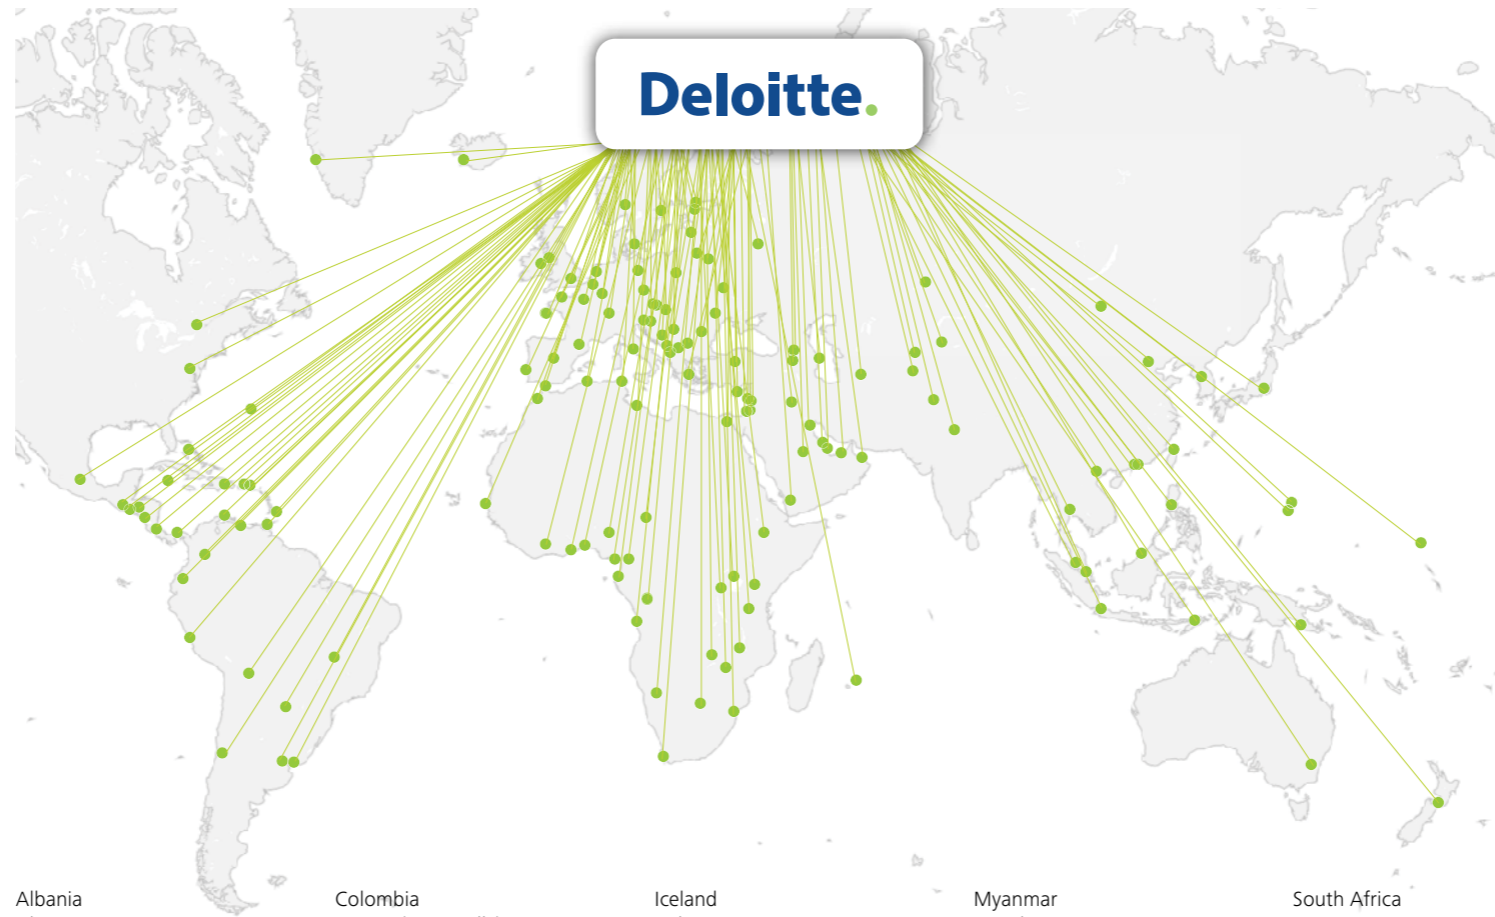 Deloitte.
Albania
Colombia
Iceland
Myanmar
South Africa